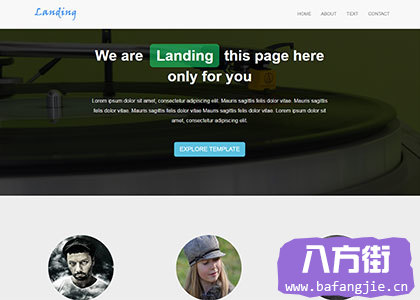 Landing
HOME ABOUT TEXT CONTACT
We are Landing this page here
only for you
Lorem ipsum dolor sit amet, consectetur adipiscing elit. Mauris sagittis felis dolor vitae. Mauris sagittis
felis dolor vitae. Mauris sagittis felis dolor vitae Mauris sagittis felis dolor vitae. Lorem ipsum dolor sit
amet, consectetur adipiscing elit.
EXPLORE TEMPLATE
八方街
www.bafangjie.cn